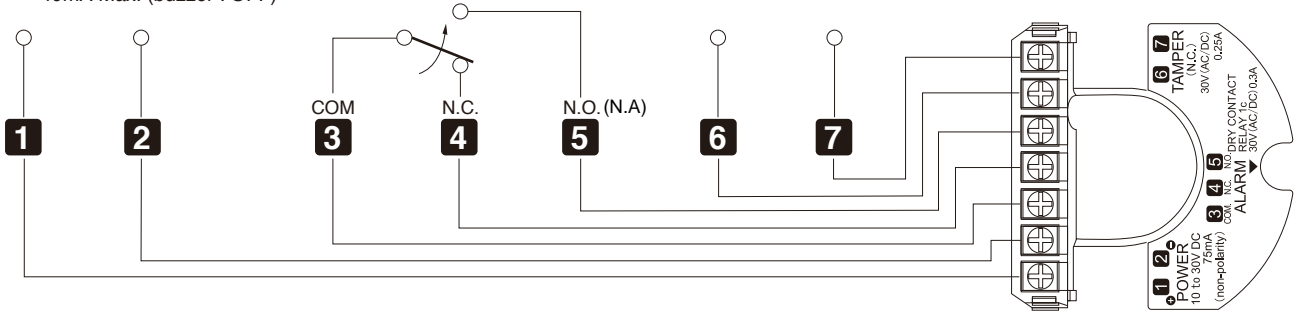 COM
N.C.
N.O. (N.A)
1
2
3
4
5
6
7
6 7
TAMPER
(N.C.)
30V(AC/DC)
0.25A
3 4 5
COM. N.C. N.O.
ALARM
DRY CONTACT
RELAY 1c
30V(AC/DC)0.3A
1 2
POWER
10 to 30V DC
75mA
(non-polarity)